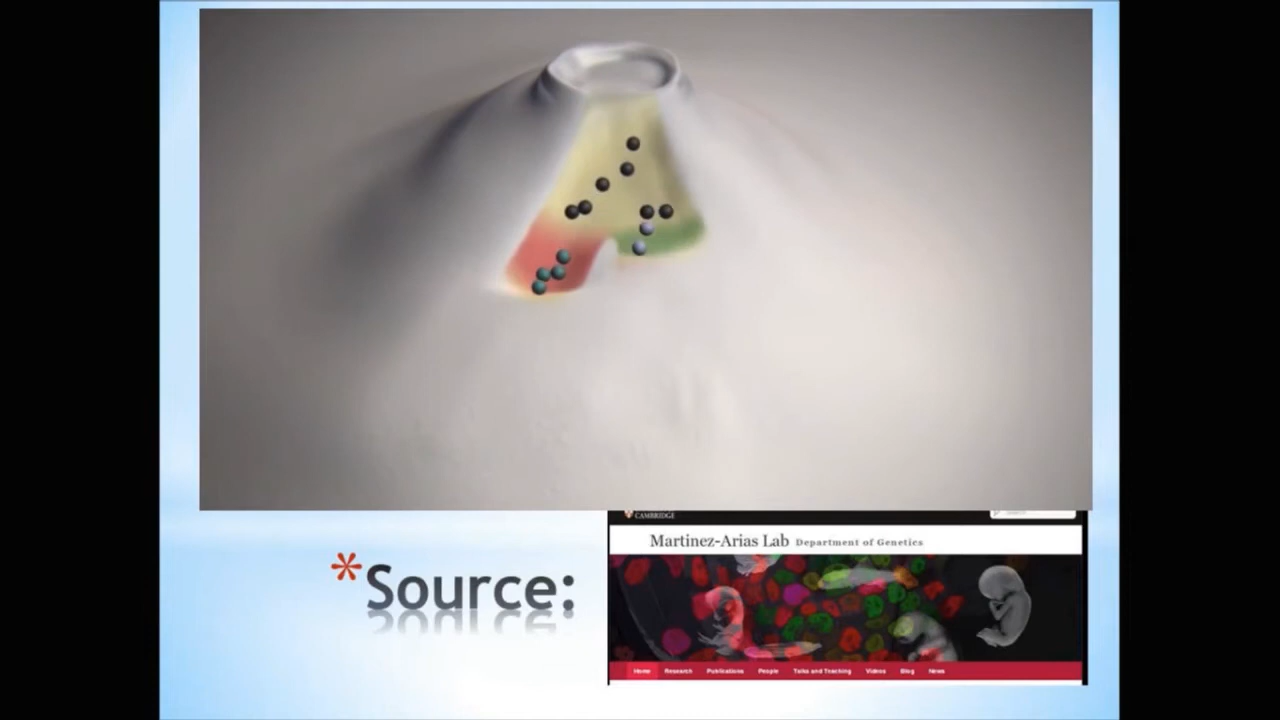 CAMBRIDGE
Martinez-Arias Lab Department of Genetics
*Source:
Home Research Publications People Talks and Teaching Videos Blog News